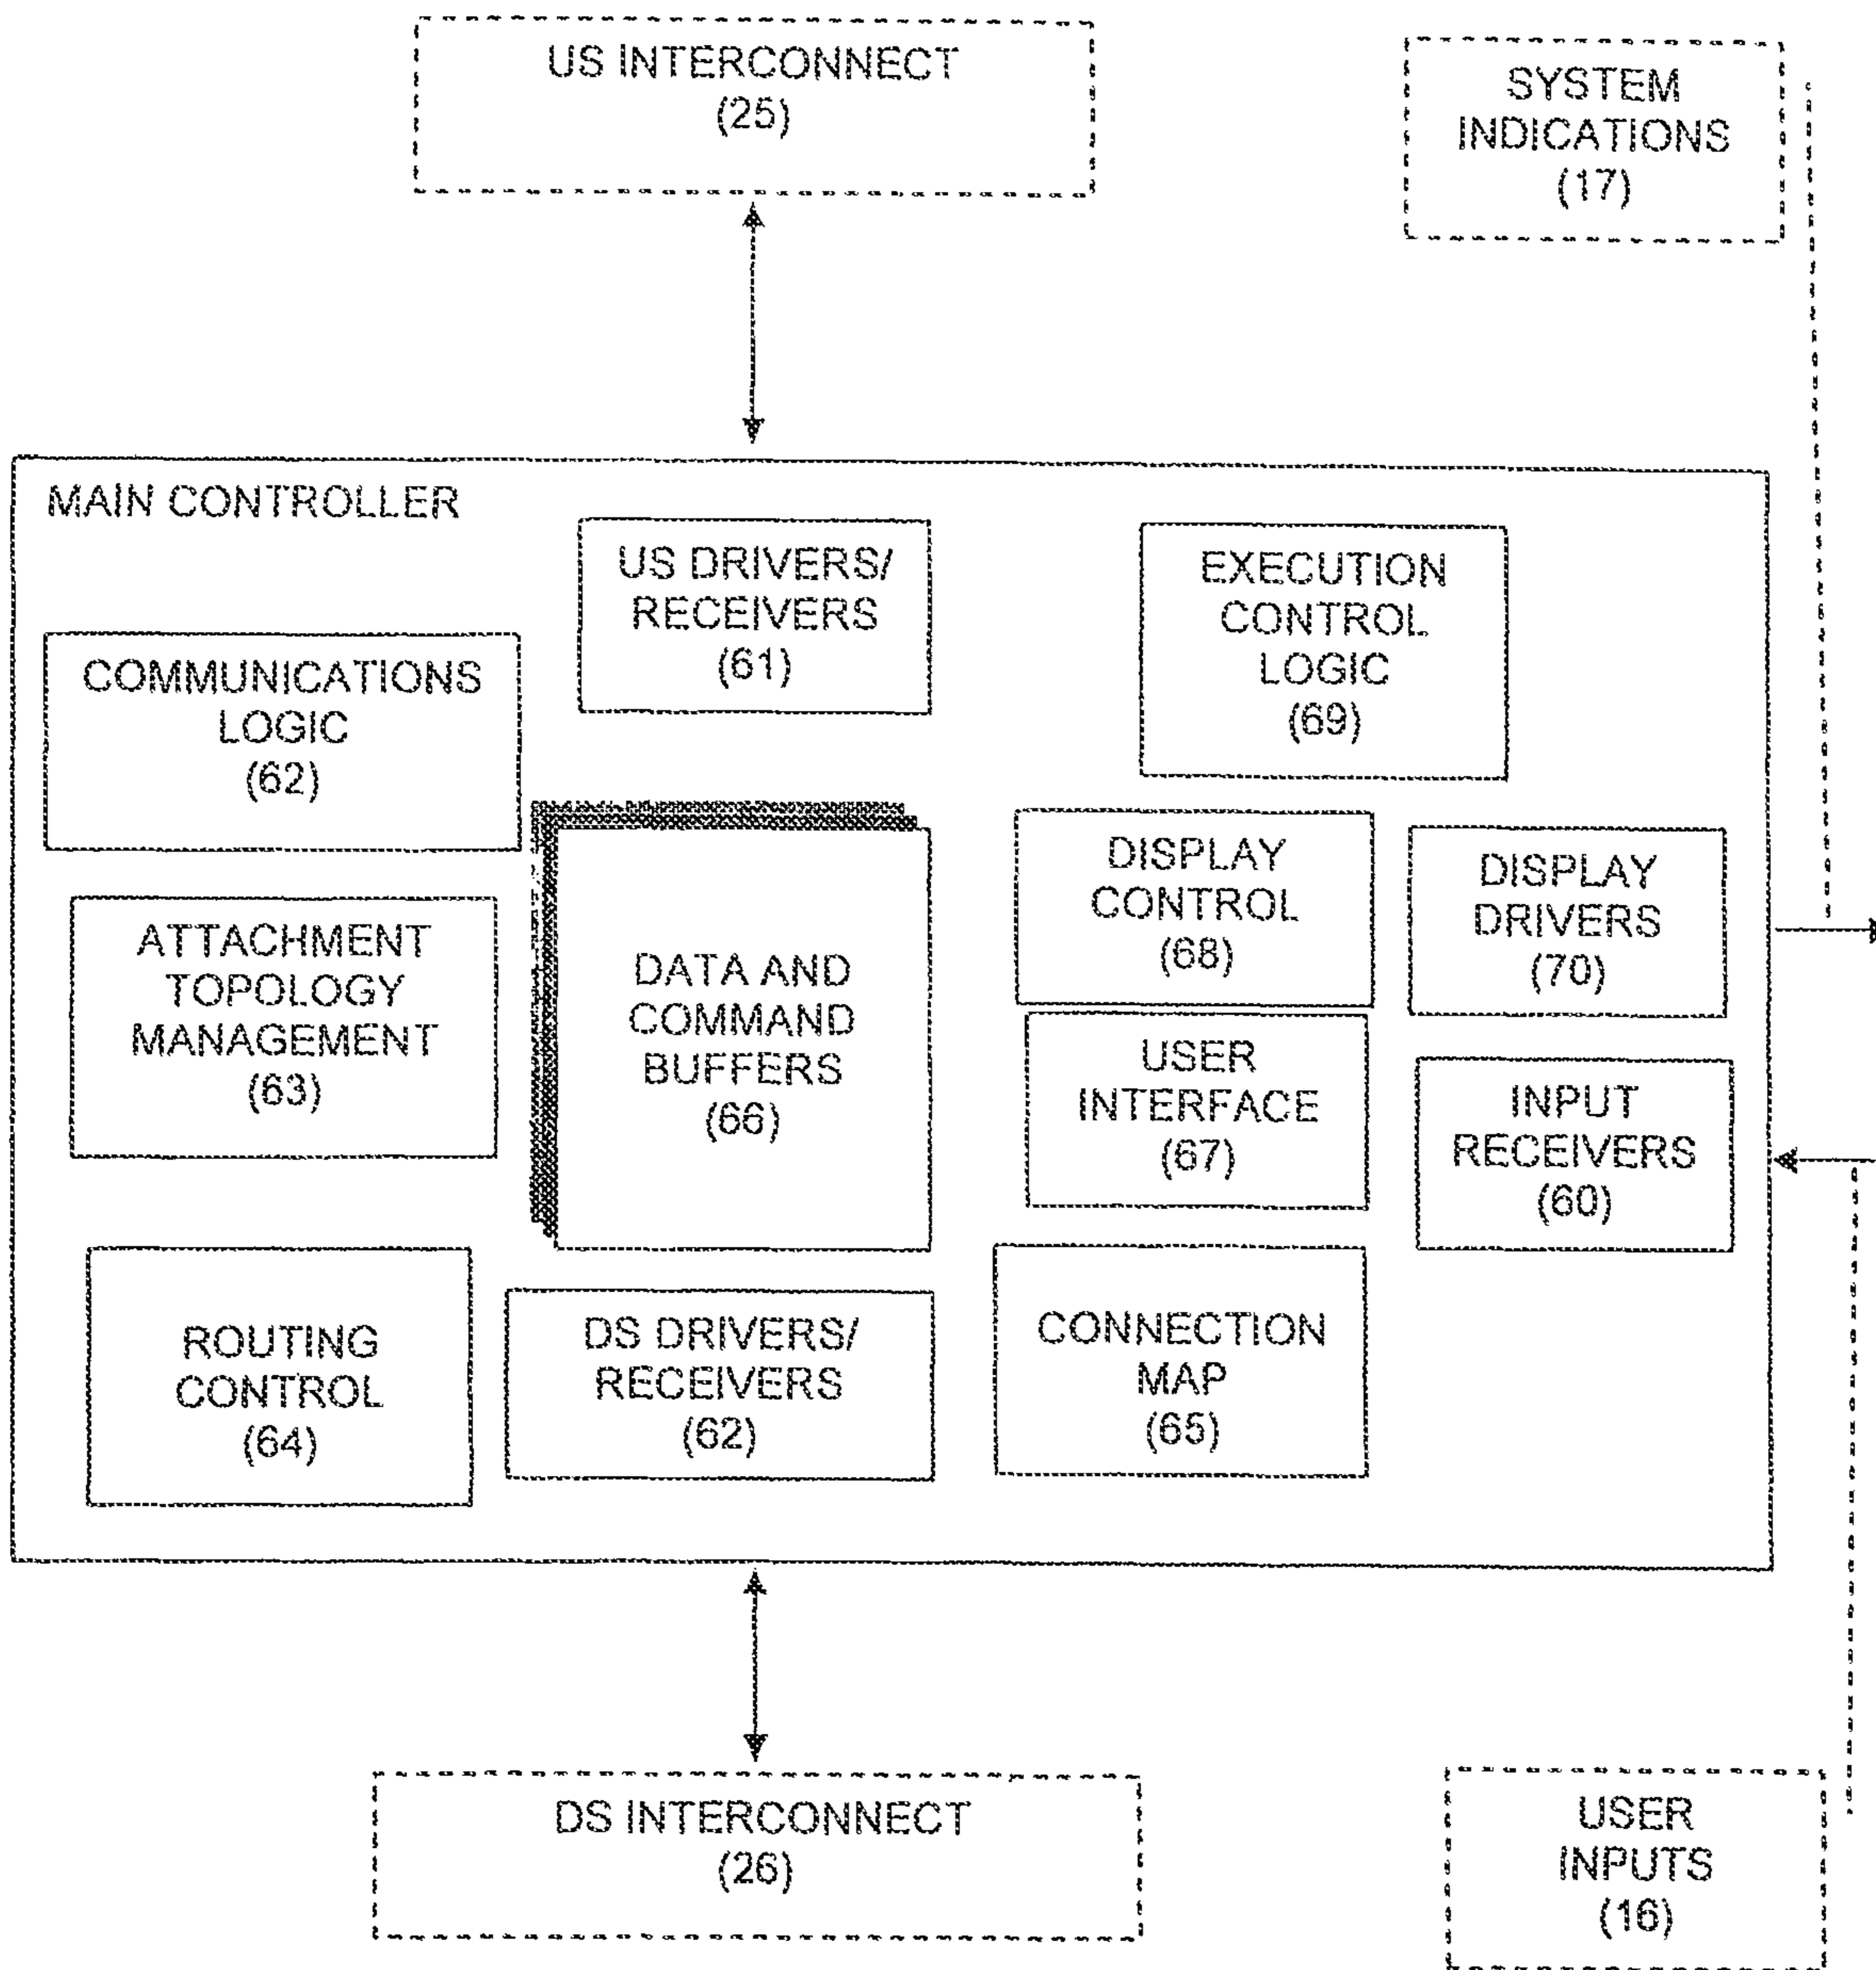 US INTERCONNECT
(25)
SYSTEM
INDICATIONS
(17)
MAIN CONTROLLER
US DRIVERS/
RECEIVERS
(61)
EXECUTION
CONTROL
LOGIC
(69)
COMMUNICATIONS
LOGIC
(62)
DISPLAY
CONTROL
(68)
DISPLAY
DRIVERS
(70)
ATTACHMENT
TOPOLOGY
MANAGEMENT
(63)
DATA AND
COMMAND
BUFFERS
(66)
USER
INTERFACE
(67)
INPUT
RECEIVERS
(60)
ROUTING
CONTROL
(64)
DS DRIVERS/
RECEIVERS
(62)
CONNECTION
MAP
(65)
DS INTERCONNECT
(26)
USER
INPUTS
(16)